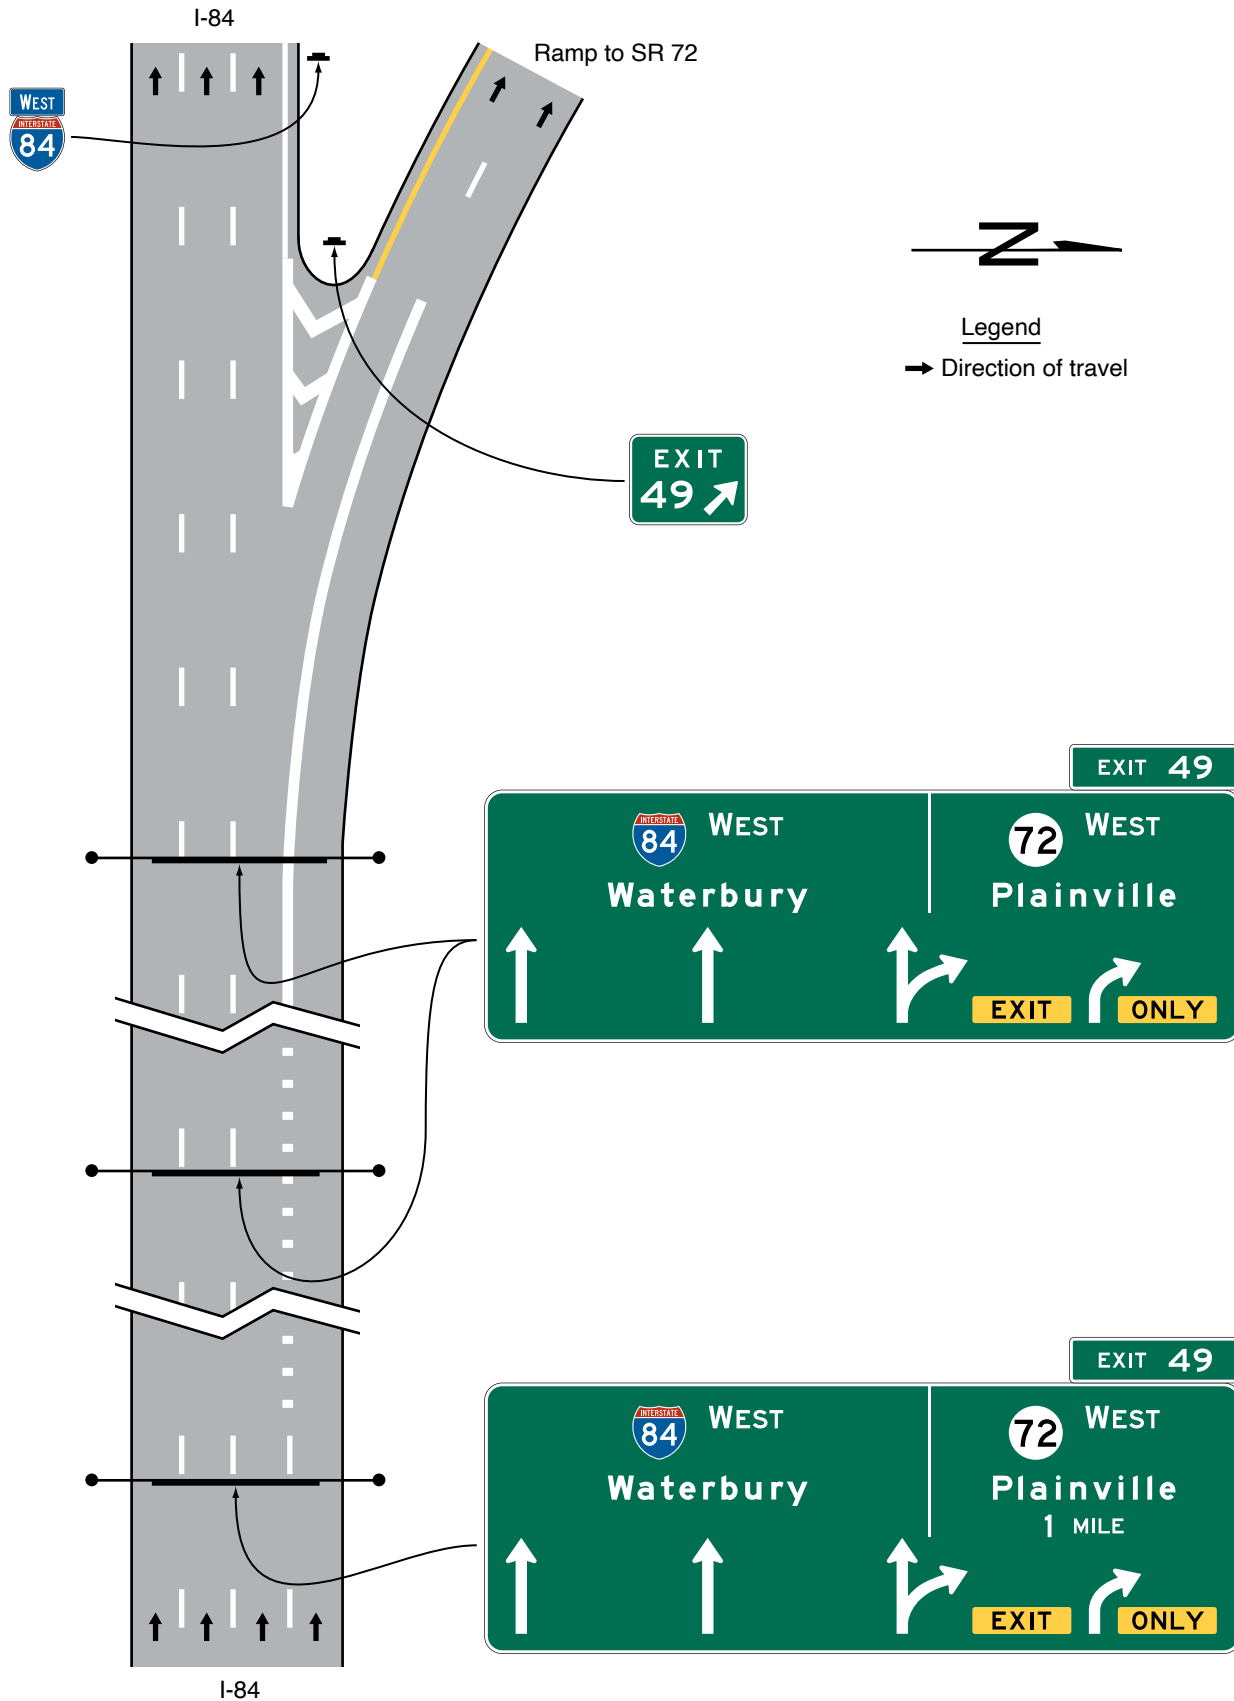 I-84
Ramp to SR 72
WEST
INTERSTATE
84
N
Legend
Direction of travel
EXIT
49
EXIT 49
INTERSTATE
84 WEST
72 WEST
Waterbury
Plainville
EXIT ONLY
EXIT 49
INTERSTATE
84 WEST
72 WEST
Waterbury
Plainville
1 MILE
EXIT ONLY
I-84